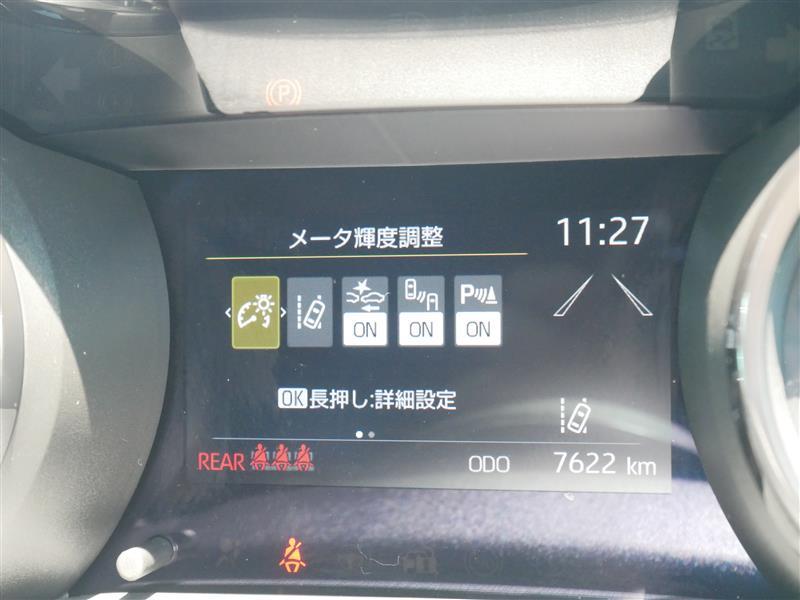 P
メータ輝度調整
11:27
P
ON
ON
ON
OK長押し:詳細設定
REAR
ODO
7622 km